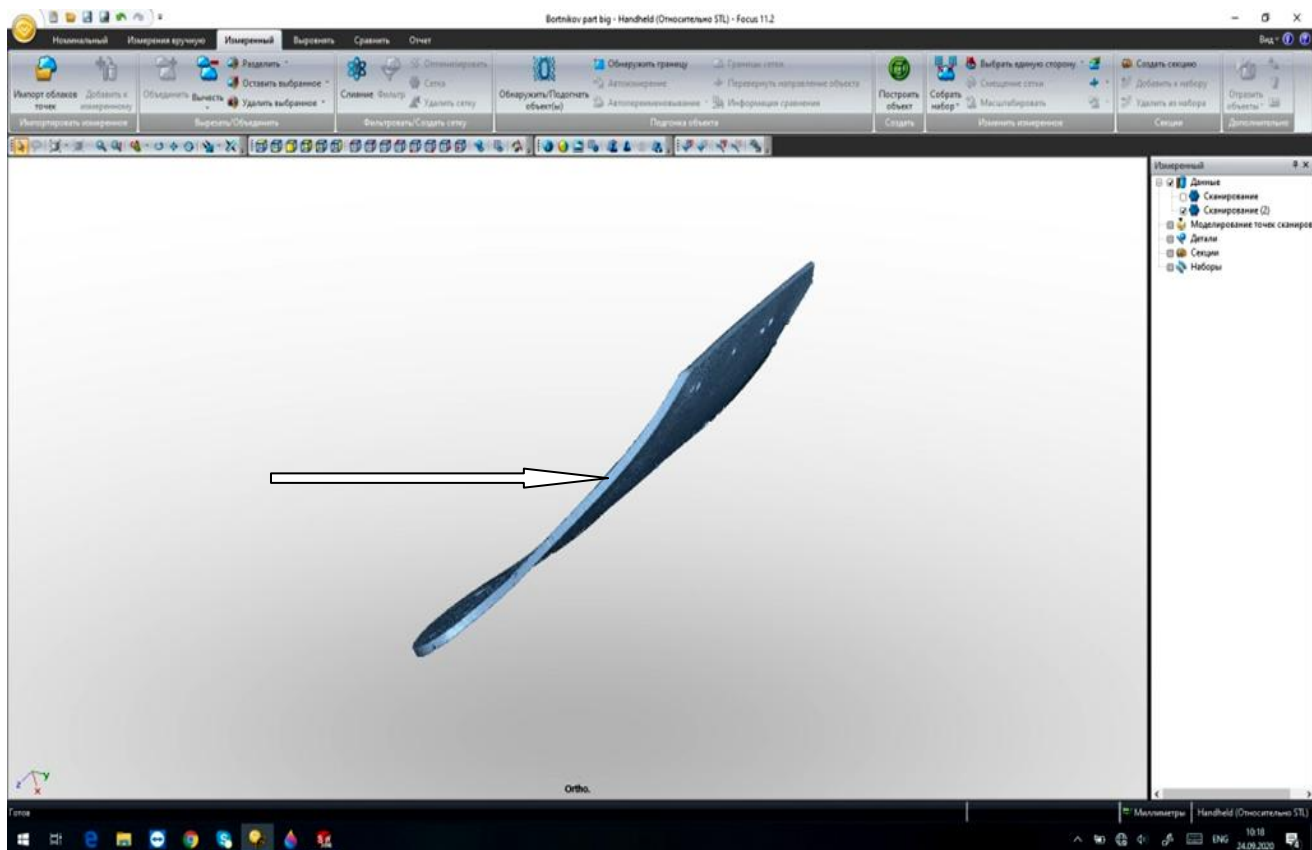 Bortnikov part big - Handheld (Относительно STL) - Focus 11.2
Номинальный Измерения вручную Измеренный Выровнять Сравнить Отчет Вид
Импорт облаков точек
Добавить к измеренному
Импортировать измеренное
Объединить
Вычесть
Разделить
Оставить выбранное
Удалить выбранное
Вырезать/Объединить
Слияние
Фильтр
Оптимизировать
Сетка
Удалить сетку
Фильтровать/Создать сетку
Обнаружить/Подогнать объект(ы)
Обнаружить границу
Автоизмерение
Автопереименовывание
Границы сетки
Перевернуть направление объекта
Информация сравнения
Подгонка объекта
Построить объект
Создать
Собрать набор
Выбрать единую сторону
Смещение сетки
Масштабировать
Изменить измеренное
Создать секцию
Добавить к набору
Удалить из набора
Секции
Отразить объекты
Дополнительно
Измеренный
Данные
Сканирование
Сканирование (2)
Моделирование точек сканиров
Детали
Секции
Наборы
z y
x
Ortho.
Готов
Миллиметры Handheld (Относительно STL)
ENG
10:18
24.09.2020